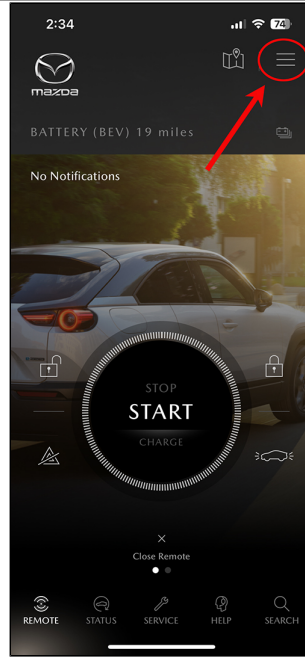 2:34
74
mazda
BATTERY (BEV) 19 miles
No Notifications
STOP
START
CHARGE
Close Remote
REMOTE
STATUS
SERVICE
HELP
SEARCH